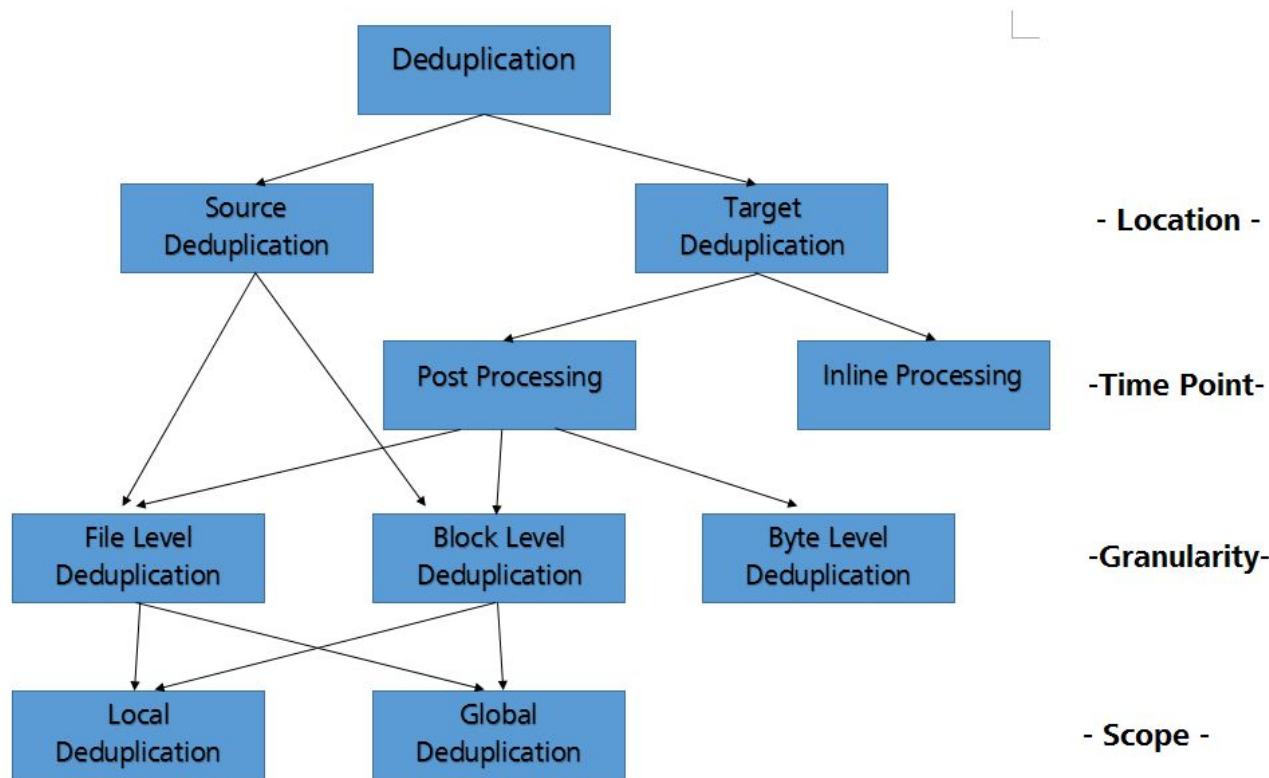 Deduplication
Source
Deduplication
Target
Deduplication
- Location -
Post Processing
Inline Processing
-Time Point-
File Level
Deduplication
Block Level
Deduplication
Byte Level
Deduplication
-Granularity-
Local
Deduplication
Global
Deduplication
- Scope -